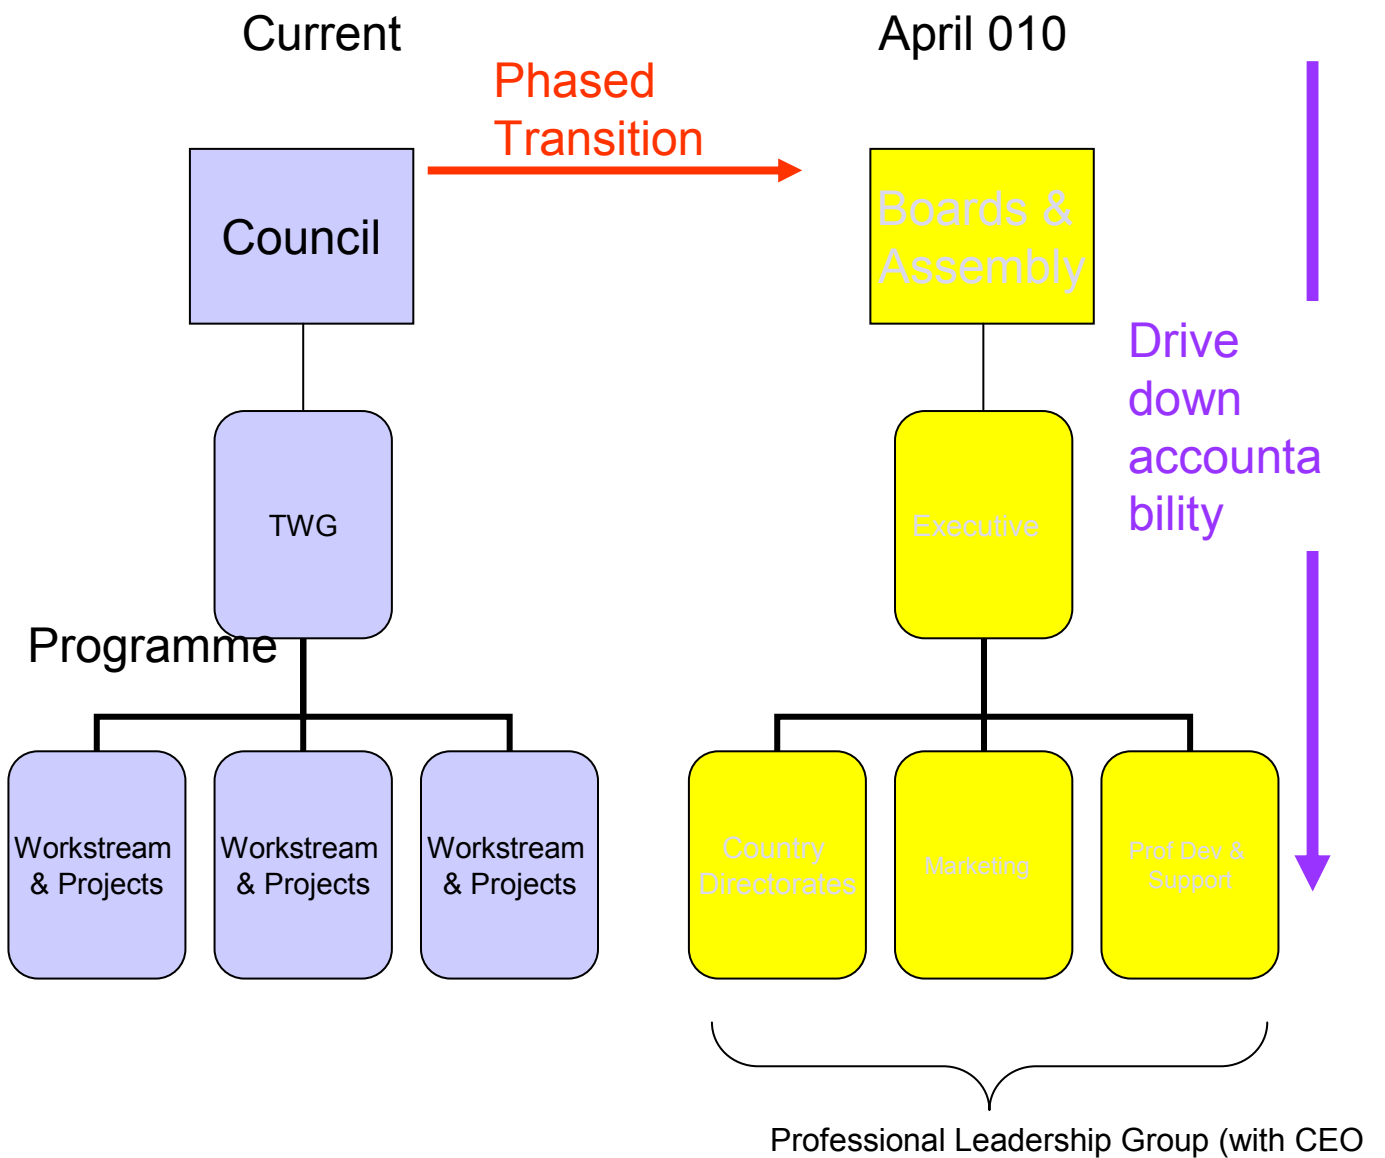 Current
April 010
Phased
Transition
Council
Boards &
Assembly
Drive
down
accounta
bility
TWG
Executive
Programme
Workstream
& Projects
Workstream
& Projects
Workstream
& Projects
Country
Directorates
Marketing
Prof Dev &
Support
Professional Leadership Group (with CEO